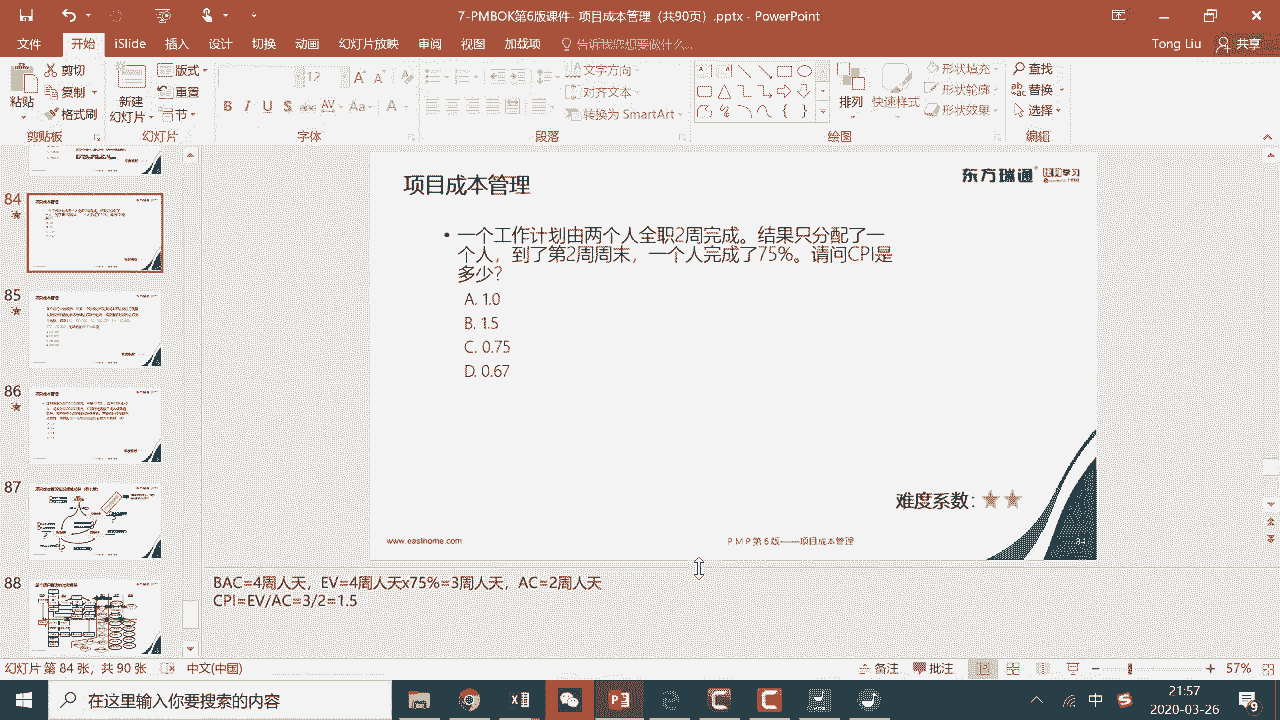 7-PMBOK第6版课件- 项目成本管理（共90页）.pptx - PowerPoint
文件 开始 iSlide 插入 设计 切换 动画 幻灯片放映 审阅 视图 加载项 告诉我您想要做什么... Tong Liu 共享
剪切 版式 12 文字方向 形状填充 查找
粘贴 复制 新建 重置 对齐文本 排列 快速样式 形状轮廓 替换
格式刷 幻灯片 节 B I U S abc AV Aa A 转换为 SmartArt 形状效果 选择
剪贴板 幻灯片 字体 段落 绘图 编辑
84
85
86
87
88
项目成本管理
东方瑞通
学习
一个工作计划由两个人全职2周完成。结果只分配了一
个人，到了第2周周末，一个人完成了75%。请问CPI是
多少？
A. 1.0
B. 1.5
C. 0.75
D. 0.67
难度系数：
www.easthome.com PMP第6版——项目成本管理 84
BAC=4周人天，EV=4周人天x75%=3周人天，AC=2周人天
CPI=EV/AC=3/2=1.5
幻灯片 第 84 张，共 90 张 中文(中国) 备注 批注 57%
在这里输入你要搜索的内容 中 21:57
2020-03-26 9